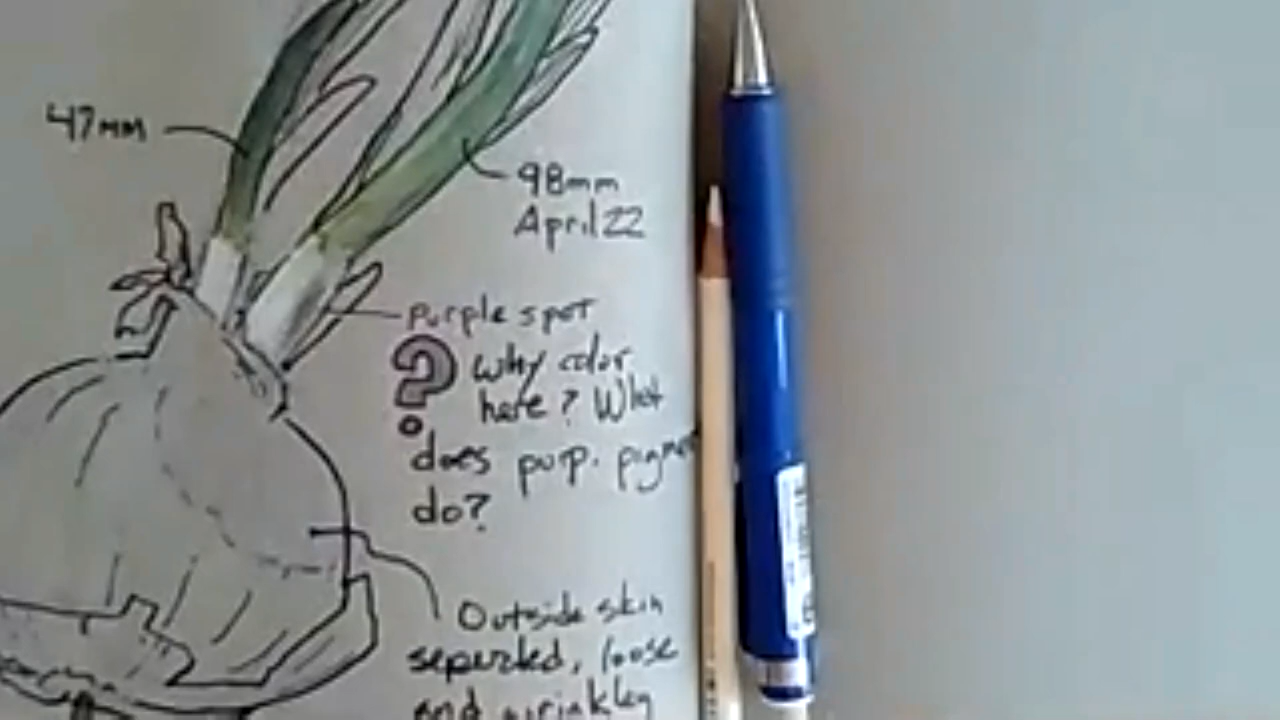 47mm
98mm
April 22
purple spot
? why color
here? What
does purp. pigmen
do?
Outside skin
seperated, loose
and wrinkley